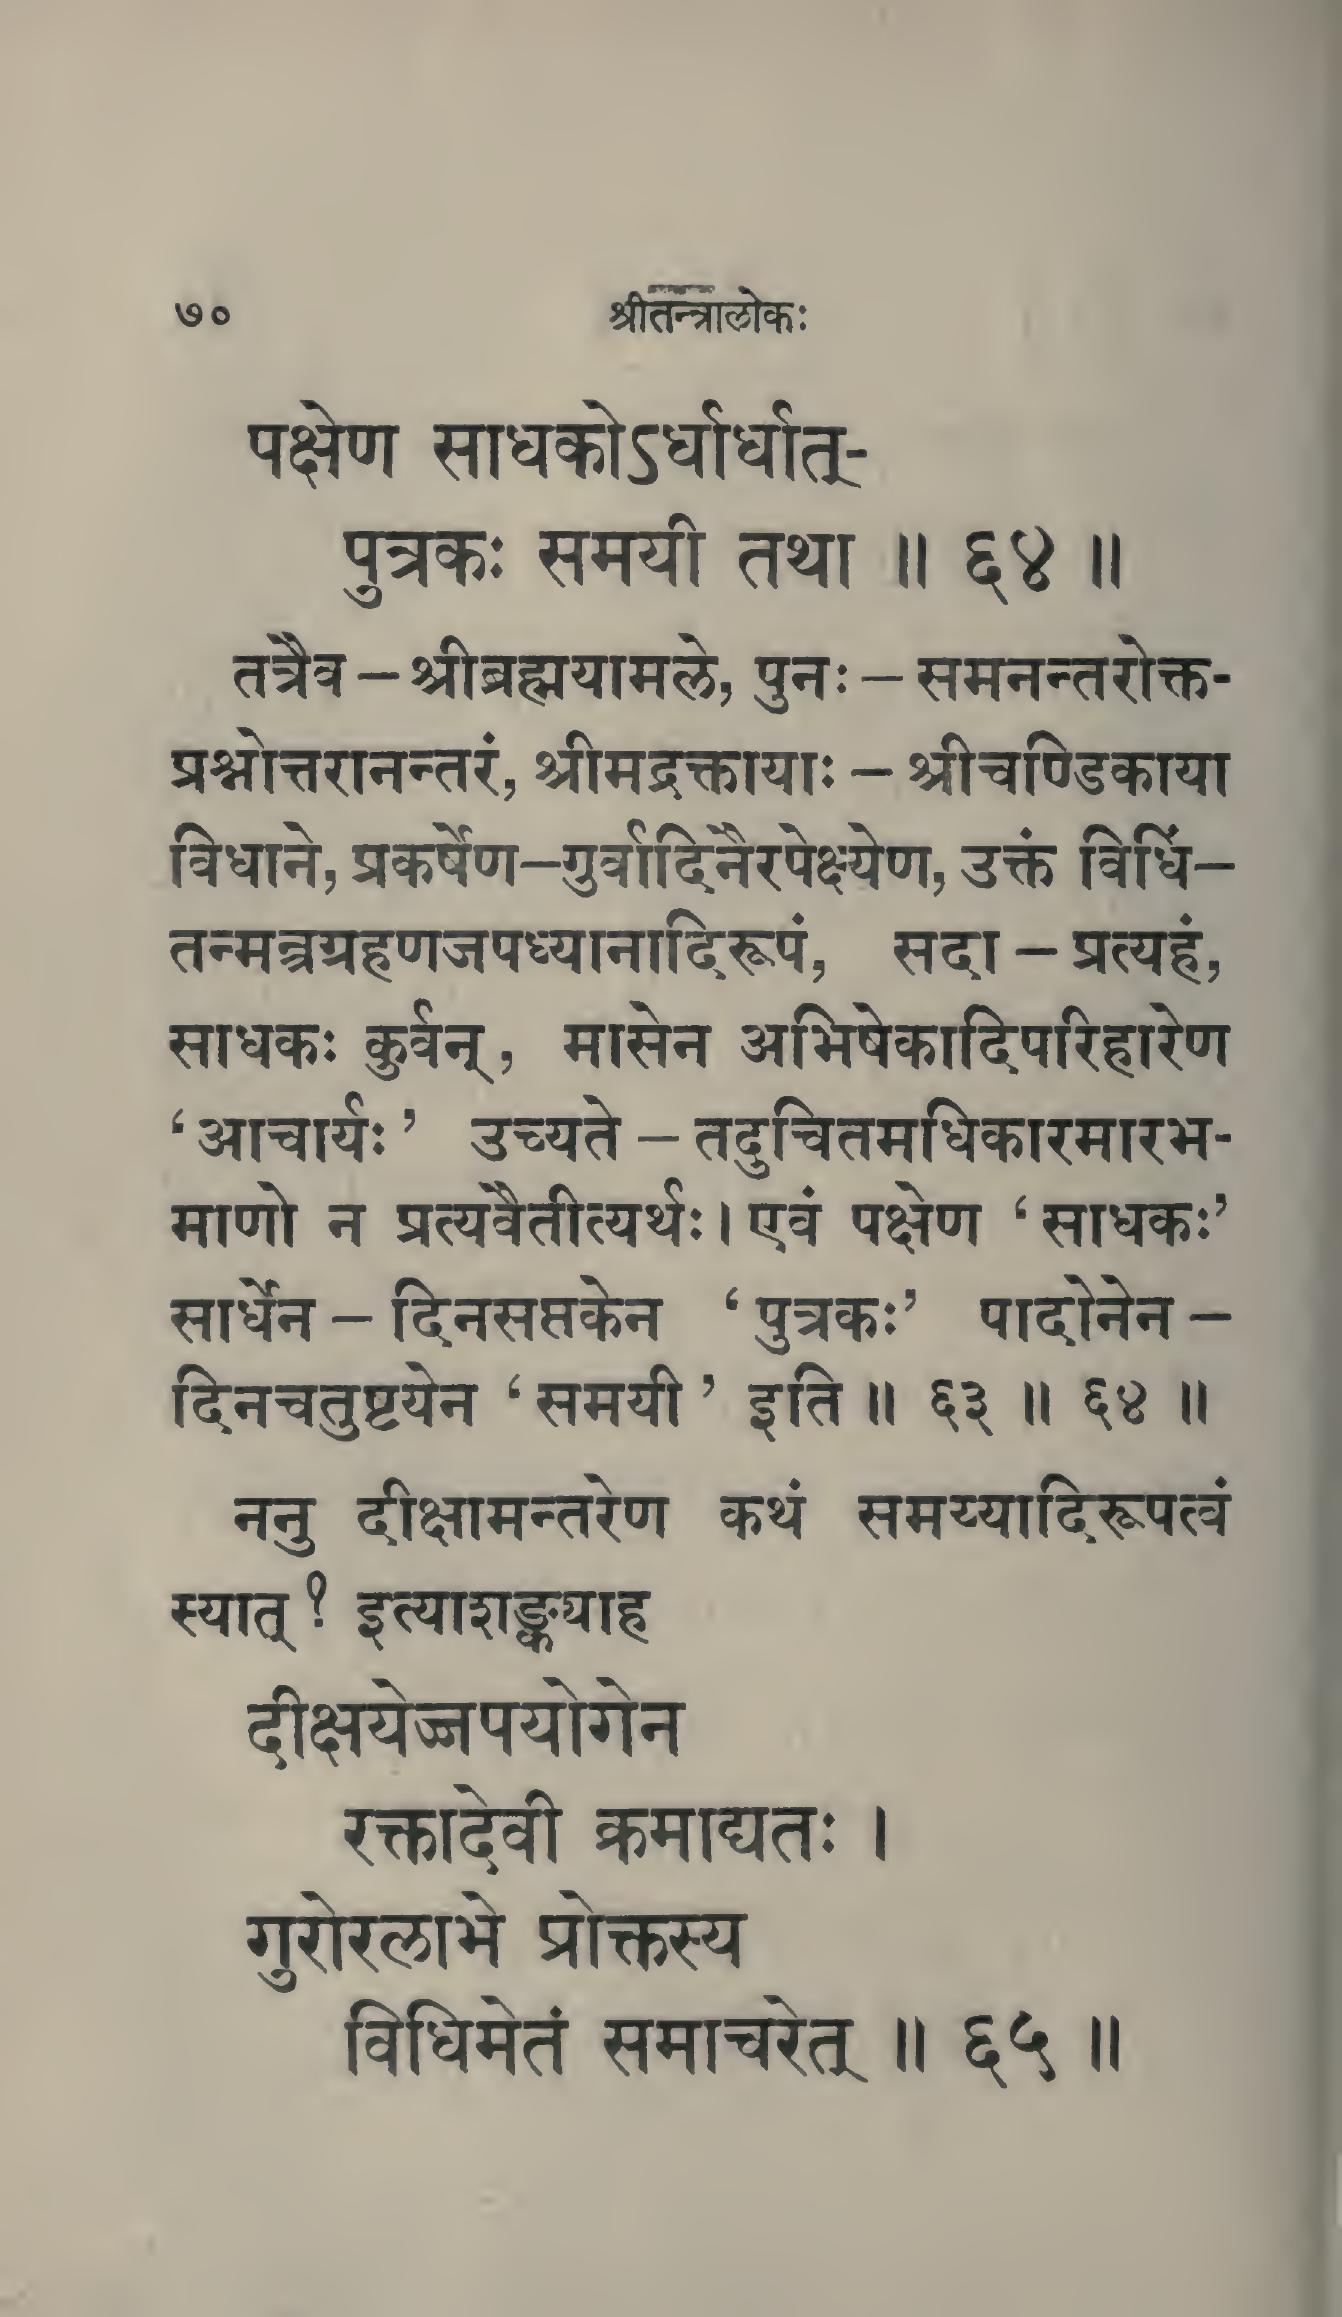 ७०
श्रीतन्त्रालोकः
पक्षेण साधकोऽर्धार्धात्-
पुत्रकः समयी तथा ॥ ६४ ॥
तत्रैव – श्रीब्रह्मयामले, पुनः – समनन्तरोक्त-
प्रश्नोत्तरानन्तरं, श्रीमद्रक्तायाः – श्रीचण्डिकाया
विधाने, प्रकर्षेण–गुर्वादिनैरपेक्ष्येण, उक्तं विधिं–
तन्मन्त्रग्रहणजपध्यानादिरूपं, सदा – प्रत्यहं,
साधकः कुर्वन्, मासेन अभिषेकादिपरिहारेण
‘आचार्यः’ उच्यते – तदुचितमधिकारमारभ-
माणो न प्रत्यवैतीत्यर्थः। एवं पक्षेण ‘साधकः’
सार्धेन – दिनसप्तकेन ‘पुत्रकः’ पादोनेन –
दिनचतुष्टयेन ‘समयी’ इति ॥ ६३ ॥ ६४ ॥
ननु दीक्षामन्तरेण कथं समय्यादिरूपत्वं
स्यात्? इत्याशङ्क्याह
दीक्षयेज्जपयोगेन
रक्तादेवी क्रमाद्यतः ।
गुरोरलाभे प्रोक्तस्य
विधिमेतं समाचरेत् ॥ ६५ ॥